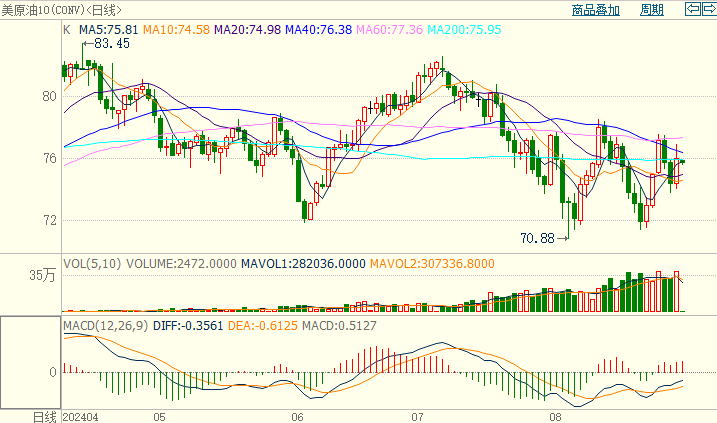 美原油10(CONV)<日线> 商品叠加 周期
K MA5:75.81 MA10:74.58 MA20:74.98 MA40:76.38 MA60:77.36 MA200:75.95
83.45
80
76
72
70.88
VOL(5,10) VOLUME:2472.0000 MAVOL1:282036.0000 MAVOL2:307336.8000
35万
MACD(12,26,9) DIFF:-0.3561 DEA:-0.6125 MACD:0.5127
0
日线 202404 05 06 07 08